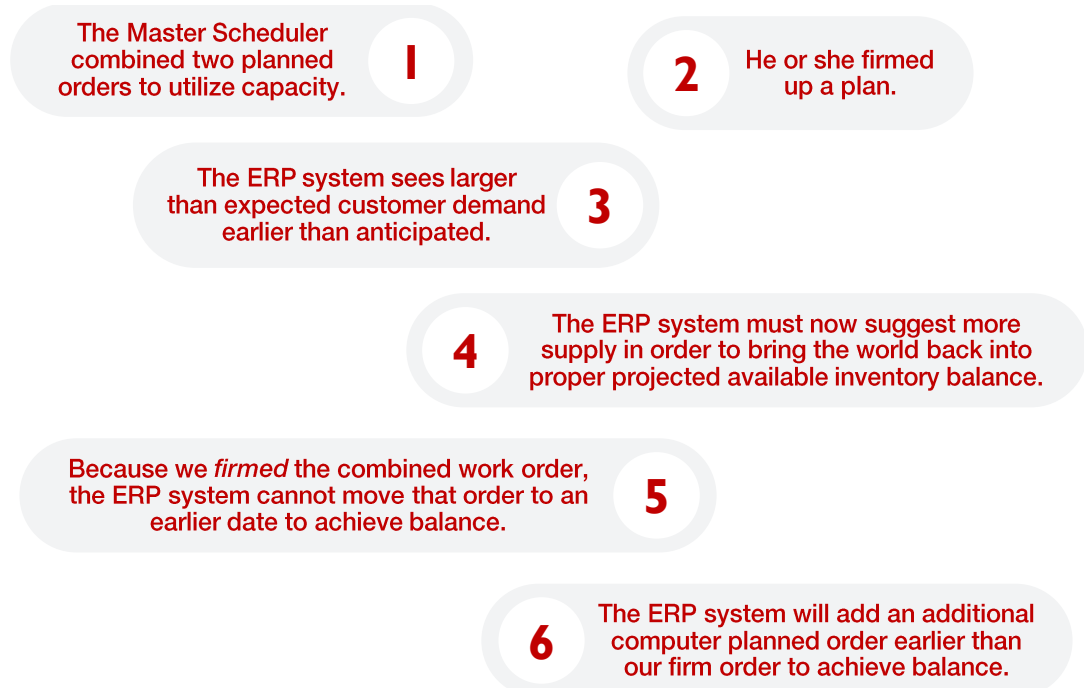 The Master Scheduler
combined two planned
orders to utilize capacity.
1
2
He or she firmed
up a plan.
The ERP system sees larger
than expected customer demand
earlier than anticipated.
3
4
The ERP system must now suggest more
supply in order to bring the world back into
proper projected available inventory balance.
Because we firmed the combined work order,
the ERP system cannot move that order to an
earlier date to achieve balance.
5
6
The ERP system will add an additional
computer planned order earlier than
our firm order to achieve balance.